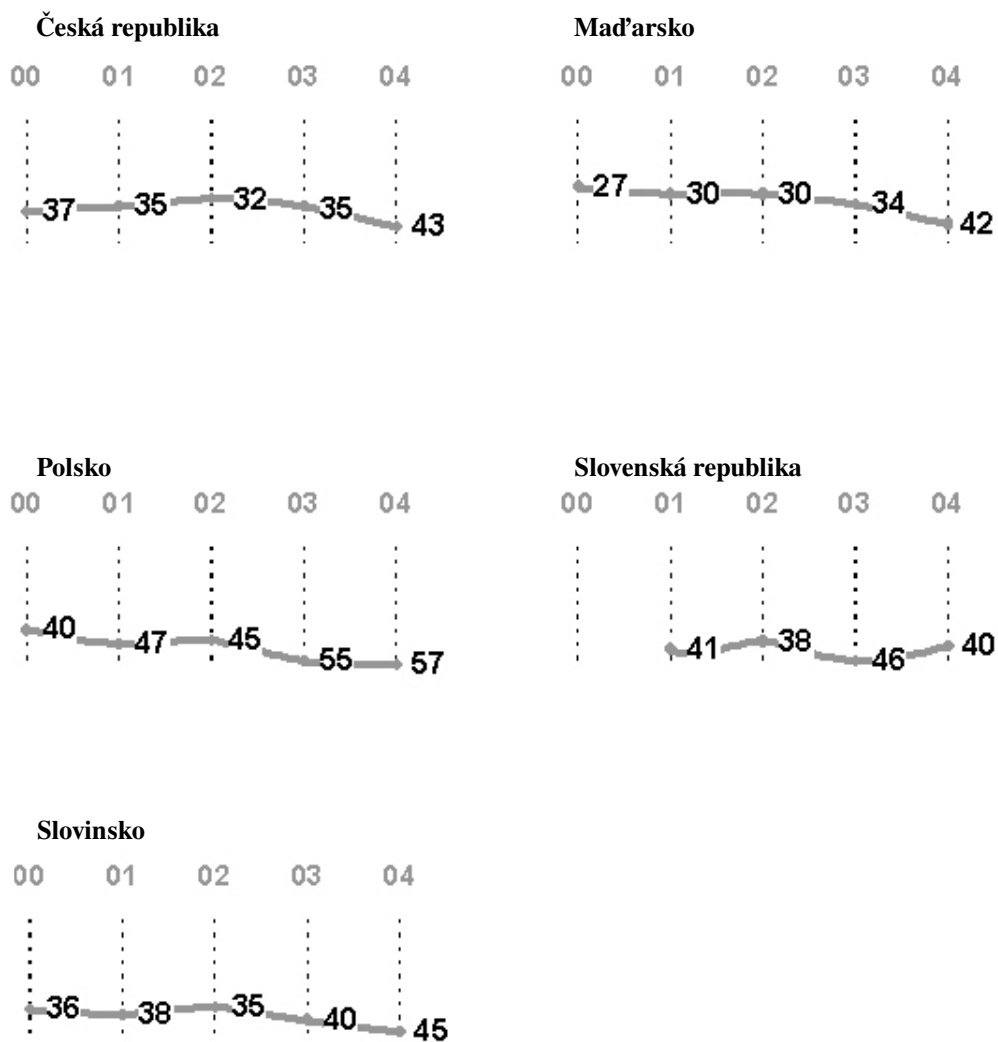 Česká republika
00 01 02 03 04
37 35 32 35 43
Maďarsko
00 01 02 03 04
27 30 30 34 42
Polsko
00 01 02 03 04
40 47 45 55 57
Slovenská republika
00 01 02 03 04
41 38 46 40
Slovinsko
00 01 02 03 04
36 38 35 40 45